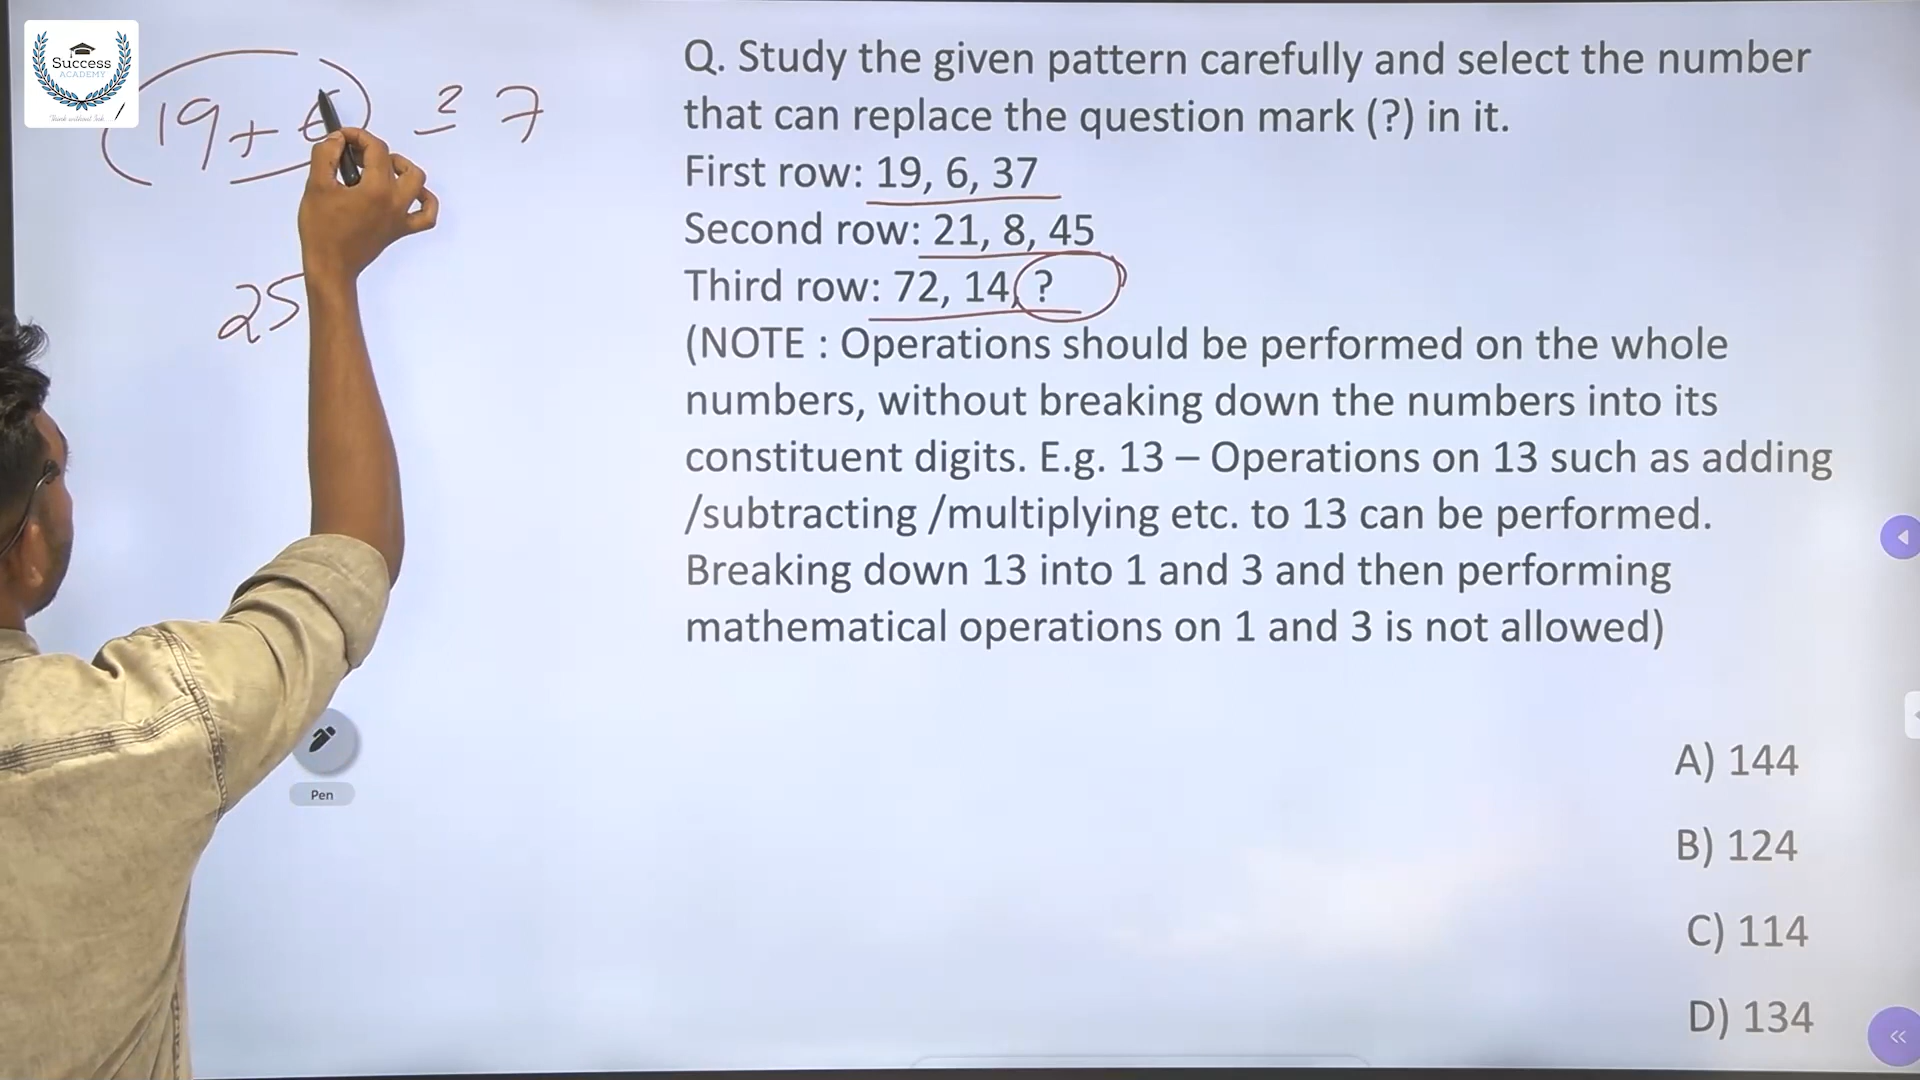 Success
ACADEMY
Think without Ink...
19+6 = 37
25
Q. Study the given pattern carefully and select the number
that can replace the question mark (?) in it.
First row: 19, 6, 37
Second row: 21, 8, 45
Third row: 72, 14, ?
(NOTE : Operations should be performed on the whole
numbers, without breaking down the numbers into its
constituent digits. E.g. 13 – Operations on 13 such as adding
/subtracting /multiplying etc. to 13 can be performed.
Breaking down 13 into 1 and 3 and then performing
mathematical operations on 1 and 3 is not allowed)
Pen
A) 144
B) 124
C) 114
D) 134